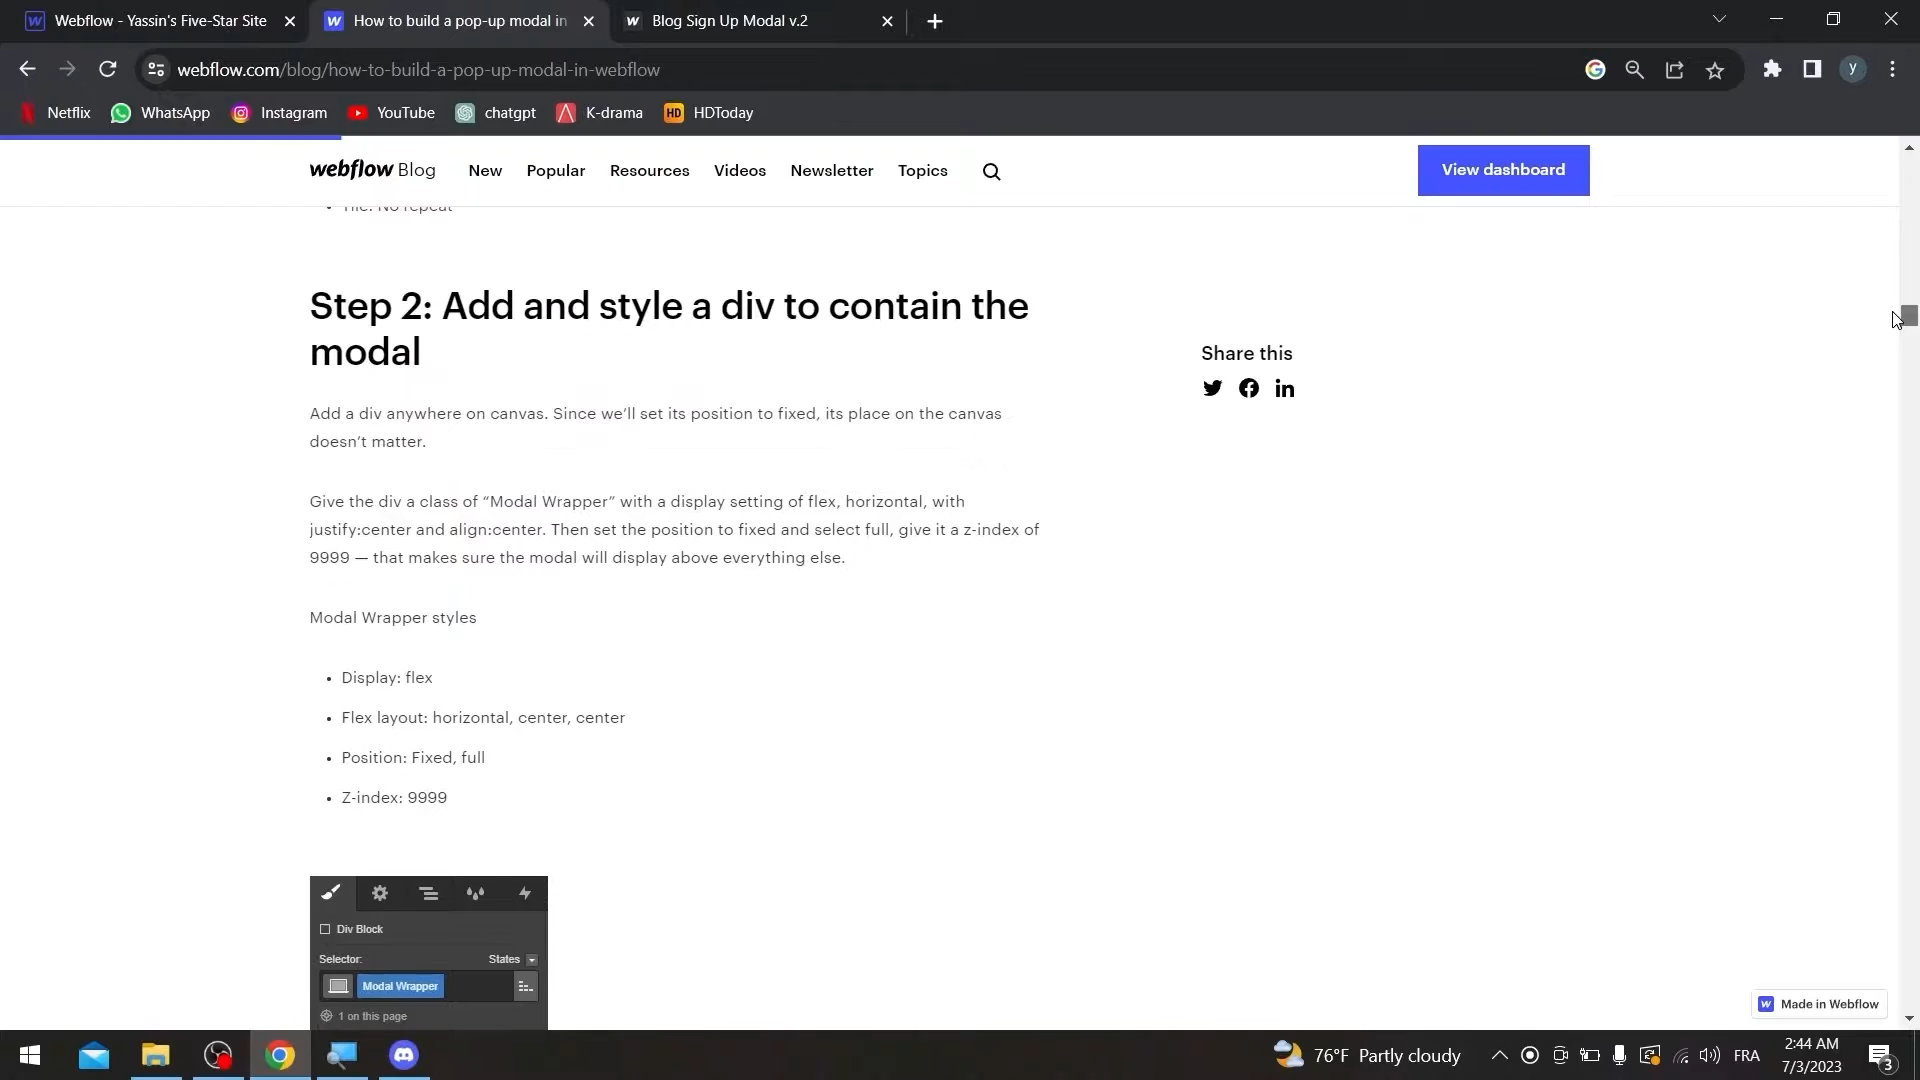 Webflow - Yassin's Five-Star Site
How to build a pop-up modal in
Blog Sign Up Modal v.2
webflow.com/blog/how-to-build-a-pop-up-modal-in-webflow
y
Netflix
WhatsApp
Instagram
YouTube
chatgpt
K-drama
HD
HDToday
webflow Blog
New
Popular
Resources
Videos
Newsletter
Topics
View dashboard
Tile: No repeat
Step 2: Add and style a div to contain the
modal
Share this
Add a div anywhere on canvas. Since we’ll set its position to fixed, its place on the canvas
doesn’t matter.
Give the div a class of “Modal Wrapper” with a display setting of flex, horizontal, with
justify:center and align:center. Then set the position to fixed and select full, give it a z-index of
9999 — that makes sure the modal will display above everything else.
Modal Wrapper styles
• Display: flex
• Flex layout: horizontal, center, center
• Position: Fixed, full
• Z-index: 9999
Div Block
Selector:
States
Modal Wrapper
1 on this page
Made in Webflow
76°F Partly cloudy
FRA
2:44 AM
7/3/2023
3